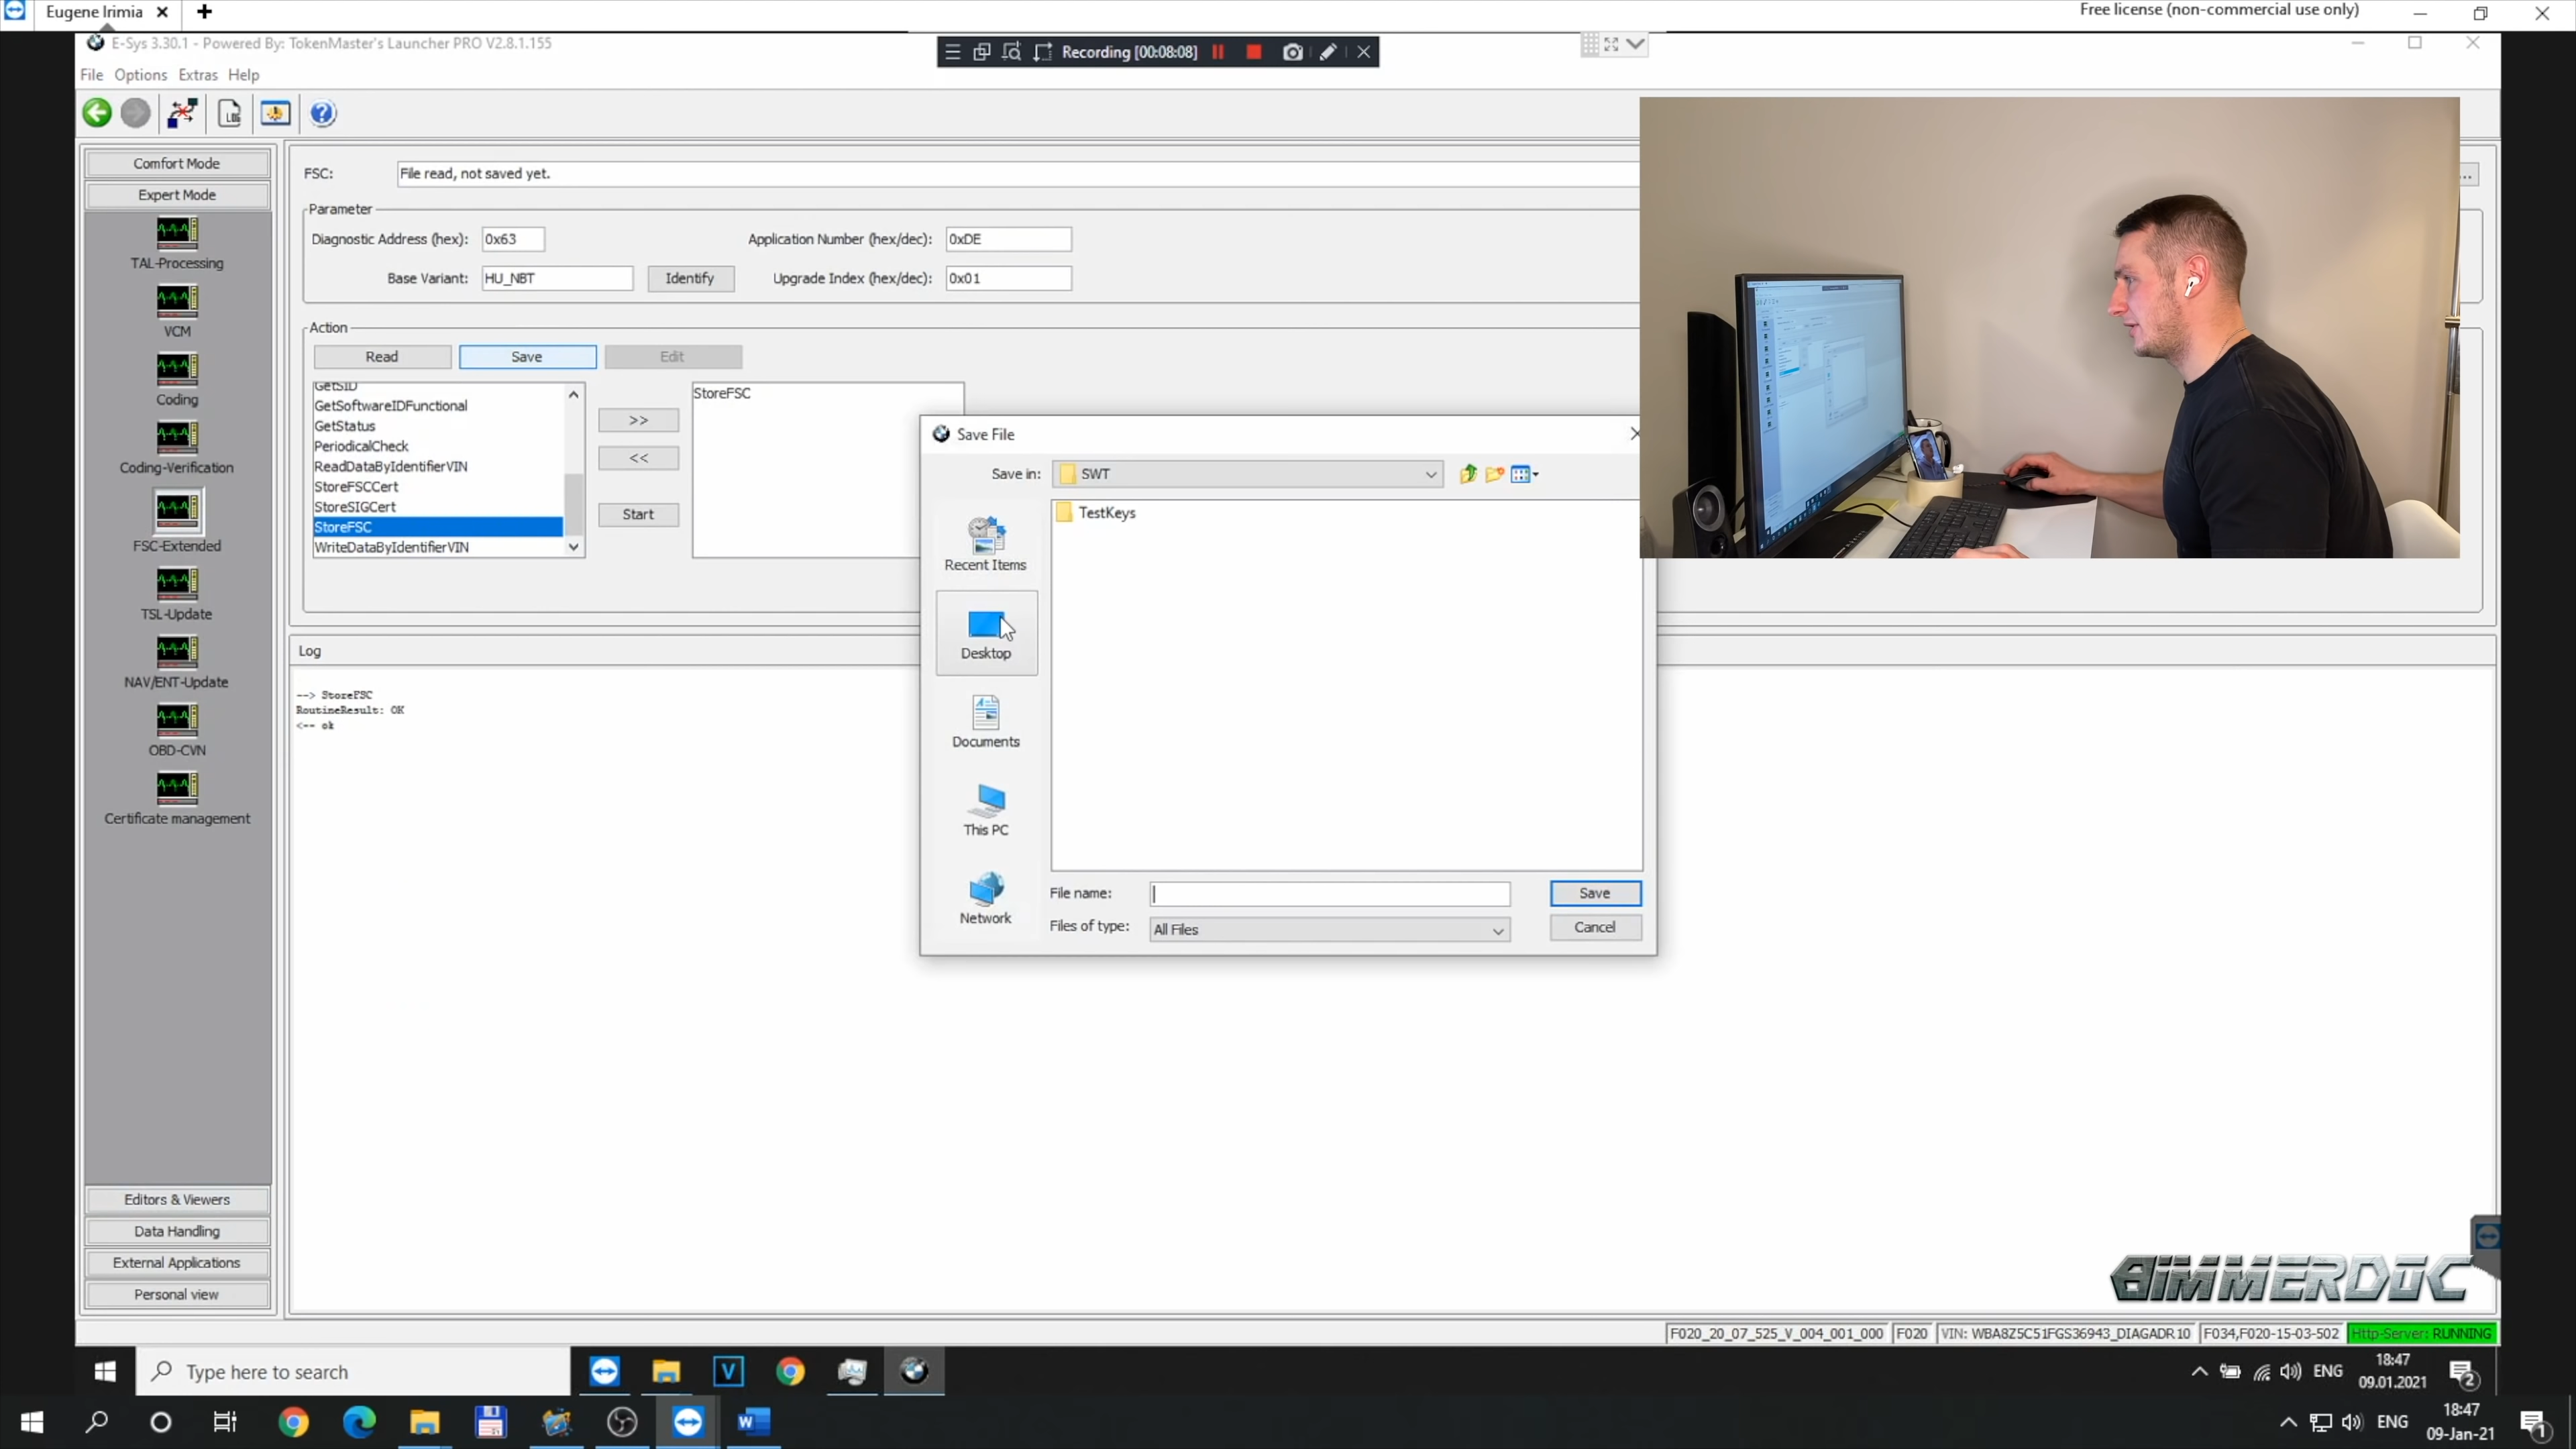 Eugene Irimia
Free license (non-commercial use only)
E-Sys 3.30.1 - Powered By: TokenMaster's Launcher PRO V2.8.1.155
Recording [00:08:08]
File Options Extras Help
LOG
Comfort Mode
Expert Mode
TAL-Processing
VCM
Coding
Coding-Verification
FSC-Extended
TSL-Update
NAV/ENT-Update
OBD-CVN
Certificate management
Editors & Viewers
Data Handling
External Applications
Personal view
FSC: File read, not saved yet.
...
Parameter
Diagnostic Address (hex): 0x63
Application Number (hex/dec): 0xDE
Base Variant: HU_NBT Identify
Upgrade Index (hex/dec): 0x01
Action
Read Save Edit
GetSID
GetSoftwareIDFunctional
GetStatus
PeriodicalCheck
ReadDataByIdentifierVIN
StoreFSCCert
StoreSIGCert
StoreFSC
WriteDataByIdentifierVIN
>>
<<
Start
StoreFSC
Save File
Save in: SWT
TestKeys
Recent Items
Desktop
Documents
This PC
Network
File name:
Save
Files of type: All Files
Cancel
Log
--> StoreFSC
RoutineResult: OK
<-- ok
BIMMERDOC
F020_20_07_525_V_004_001_000 F020 VIN: WBA8Z5C51FGS36943_DIAGADR10 F034,F020-15-03-502 Http-Server: RUNNING
Type here to search
V
ENG
18:47
09.01.2021
2
W
ENG
18:47
09-Jan-21
1